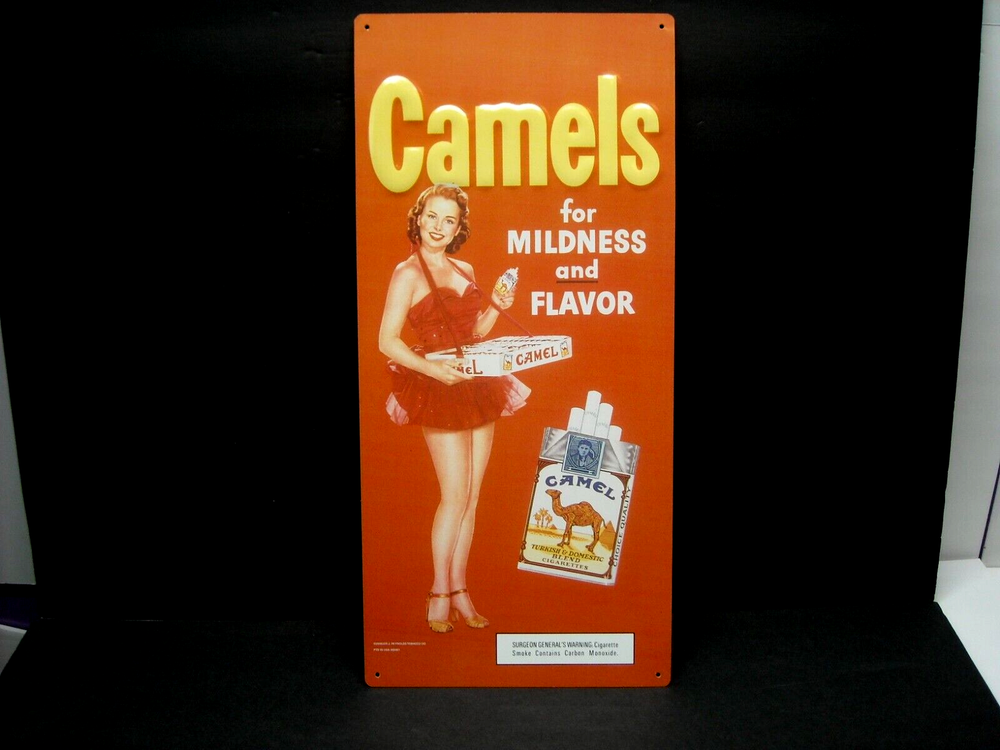 Camels
for
MILDNESS
and
FLAVOR
CAMEL
CAMEL
TURKISH & DOMESTIC
BLEND
CIGARETTES
CHOICE QUALITY
SURGEON GENERAL'S WARNING: Cigarette
Smoke Contains Carbon Monoxide.